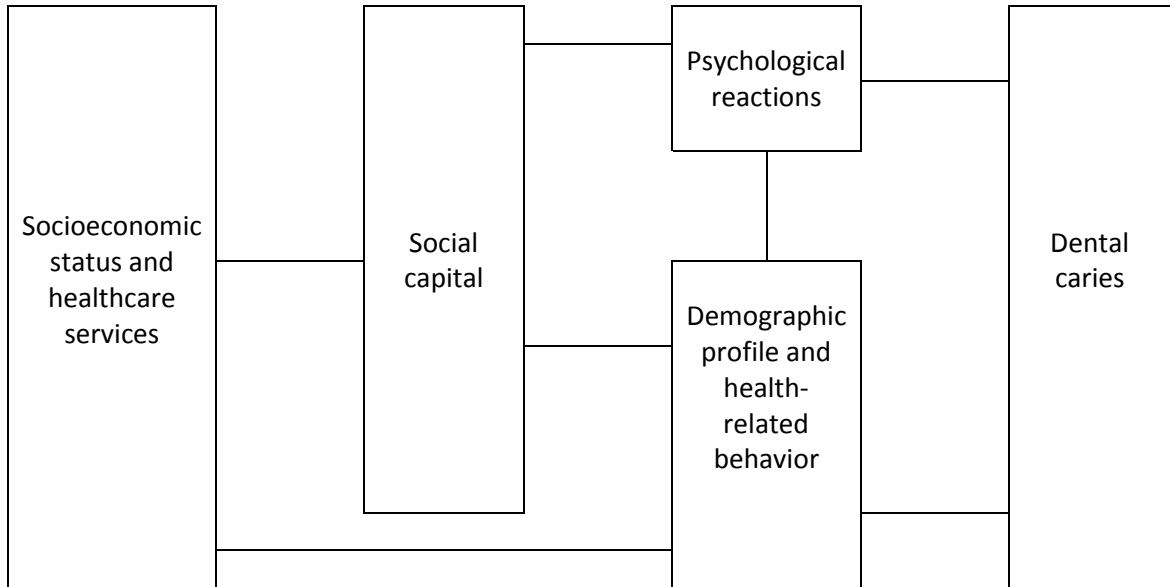 Socioeconomic
status and
healthcare
services
Social
capital
Psychological
reactions
Demographic
profile and
health-
related
behavior
Dental
caries